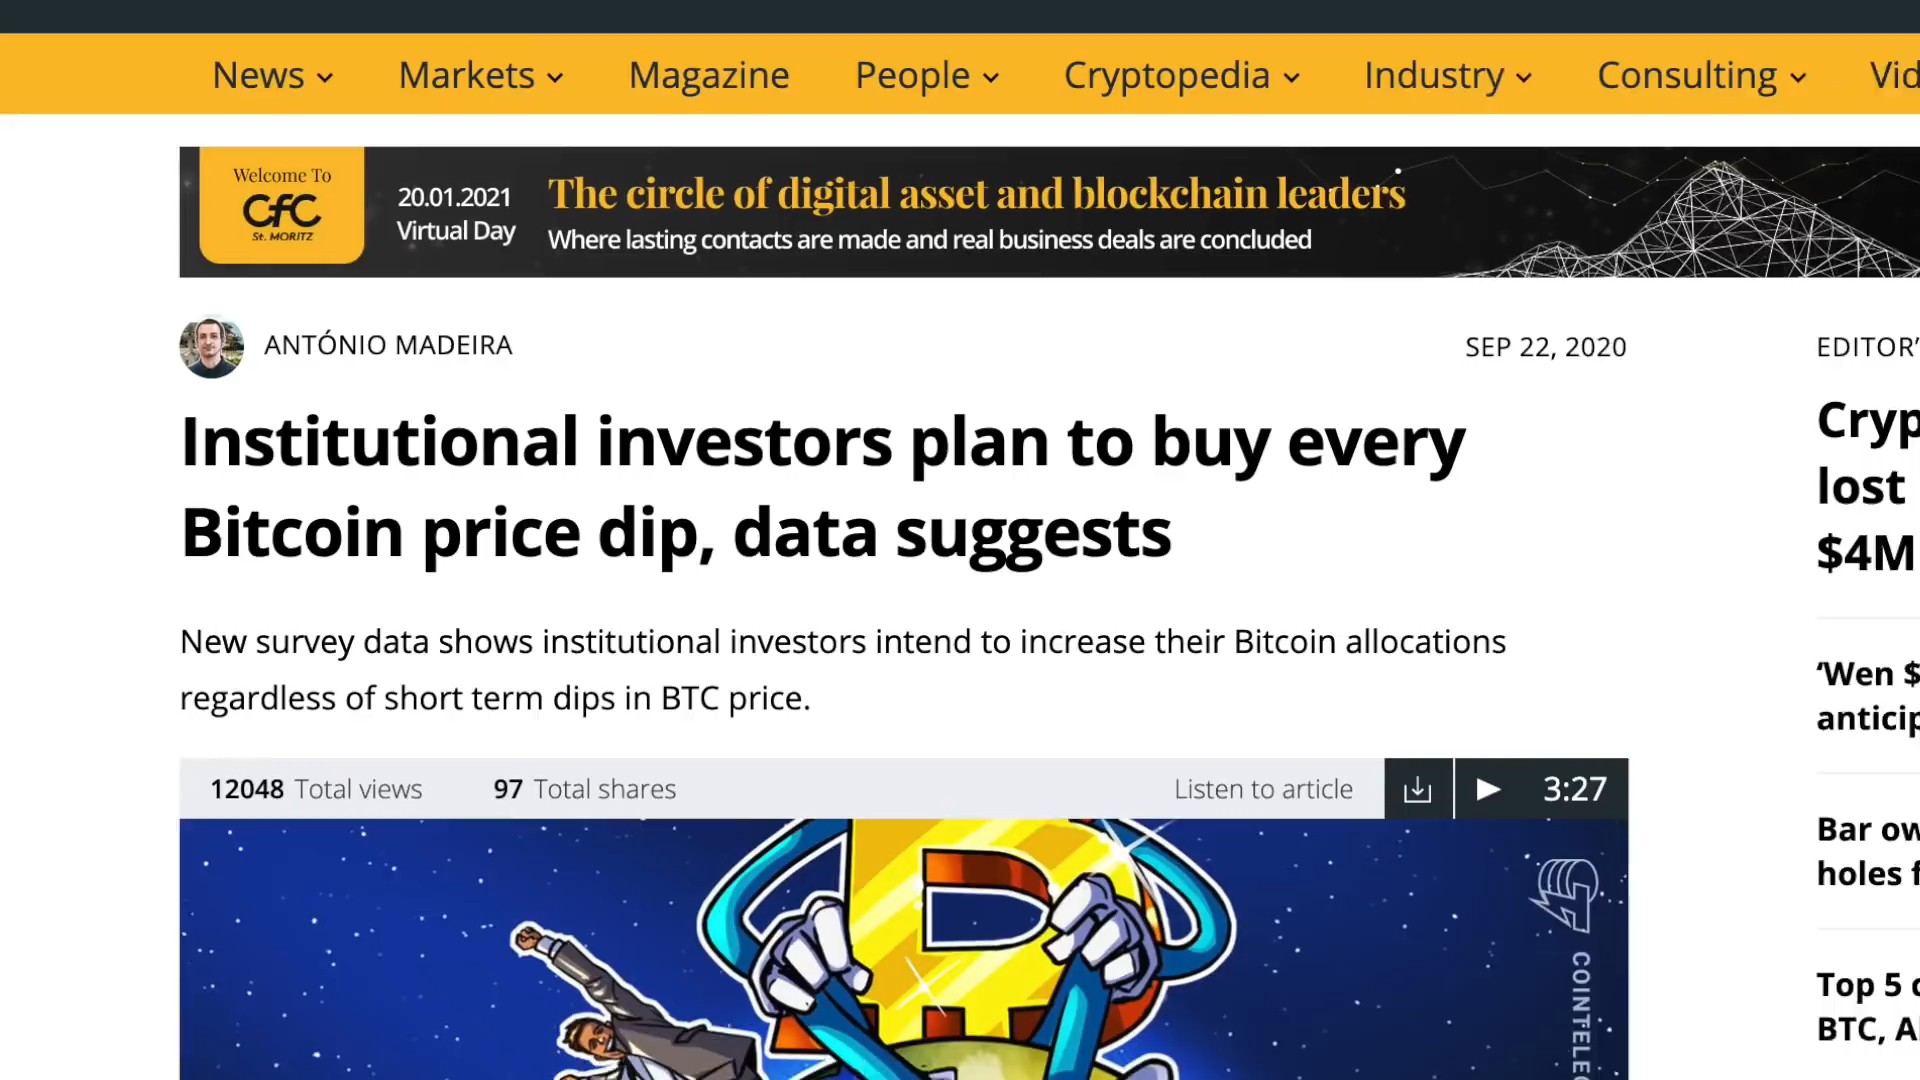 News Markets Magazine People Cryptopedia Industry Consulting
Welcome To
CfC
St. MORITZ
20.01.2021
Virtual Day
The circle of digital asset and blockchain leaders
Where lasting contacts are made and real business deals are concluded
ANTÓNIO MADEIRA
SEP 22, 2020
Institutional investors plan to buy every
Bitcoin price dip, data suggests
New survey data shows institutional investors intend to increase their Bitcoin allocations
regardless of short term dips in BTC price.
12048 Total views 97 Total shares Listen to article 3:27
EDITOR'
lost
$4M
'Wen $
Bar
holes
Top 5
BTC,